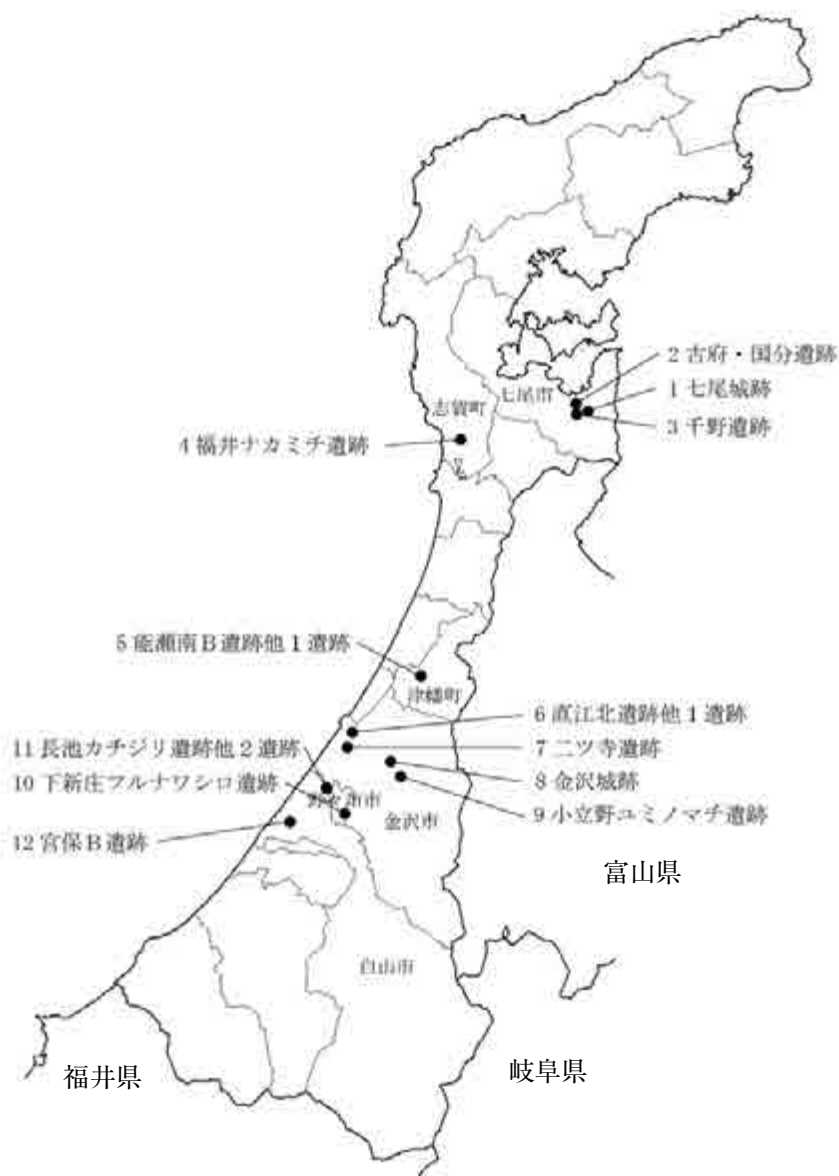 2 古府・国分遺跡
七尾市
1 七尾城跡
志賀町
3 千野遺跡
4 福井ナカミチ遺跡
5 能瀬南B遺跡他1遺跡
津幡町
6 直江北遺跡他1遺跡
11 長池カチジリ遺跡他2遺跡
7 二ツ寺遺跡
10 下新庄フルナワシロ遺跡
8 金沢城跡
野々市市
9 小立野ユミノマチ遺跡
金沢市
12 宮保B遺跡
富山県
白山市
岐阜県
福井県